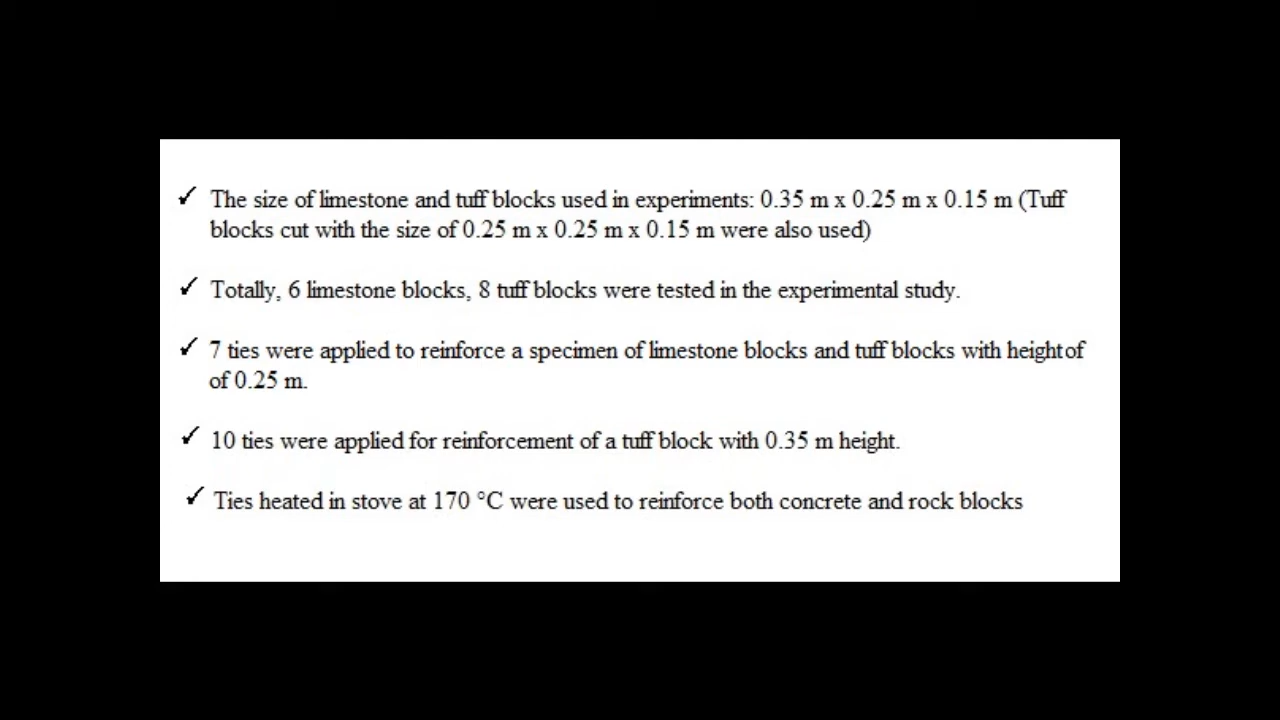 ✓ The size of limestone and tuff blocks used in experiments: 0.35 m x 0.25 m x 0.15 m (Tuff
blocks cut with the size of 0.25 m x 0.25 m x 0.15 m were also used)
✓ Totally, 6 limestone blocks, 8 tuff blocks were tested in the experimental study.
✓ 7 ties were applied to reinforce a specimen of limestone blocks and tuff blocks with height of
of 0.25 m.
✓ 10 ties were applied for reinforcement of a tuff block with 0.35 m height.
✓ Ties heated in stove at 170 °C were used to reinforce both concrete and rock blocks